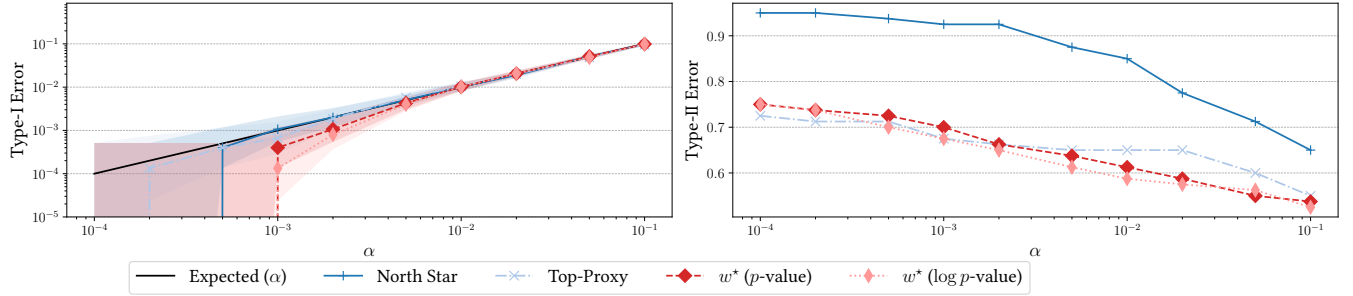 Type-I Error
10⁻¹
10⁻²
10⁻³
10⁻⁴
10⁻⁵
10⁻⁴
10⁻³
10⁻²
10⁻¹
α
Type-II Error
0.9
0.8
0.7
0.6
10⁻⁴
10⁻³
10⁻²
10⁻¹
α
Expected (α)
North Star
Top-Proxy
w⋆ (p-value)
w⋆ (log p-value)